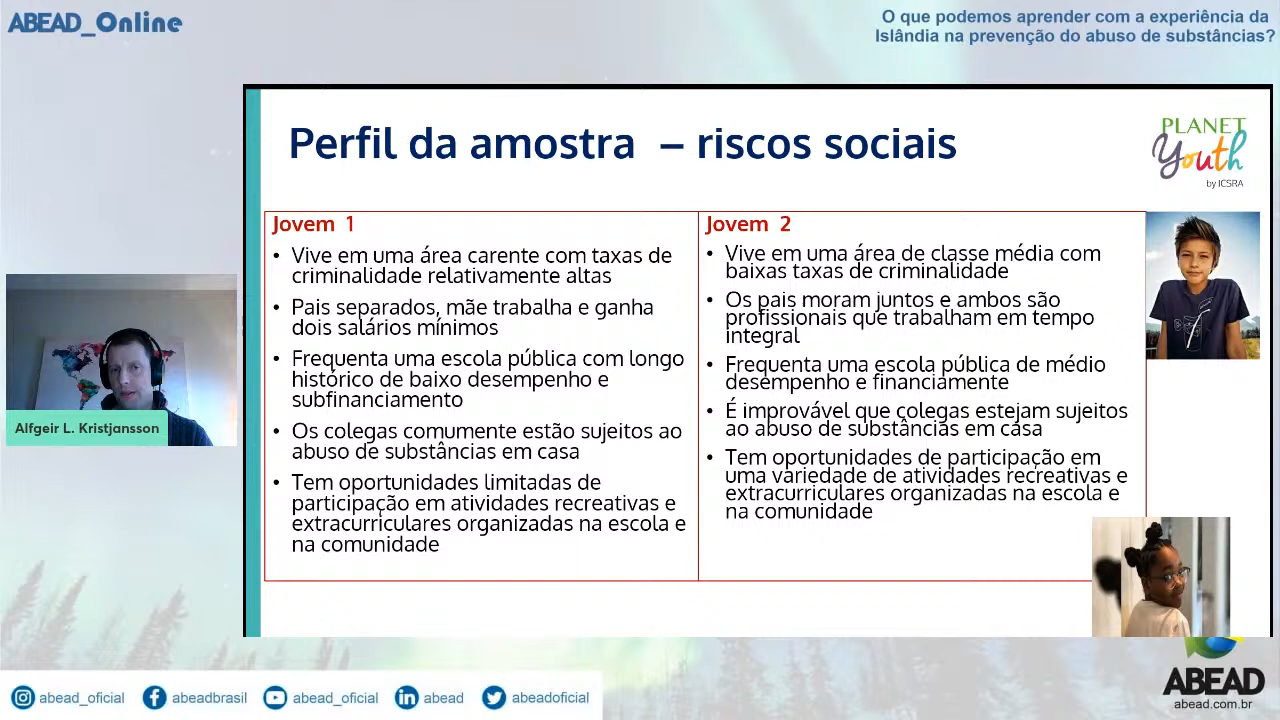 ABEAD_Online
O que podemos aprender com a experiência da
Islândia na prevenção do abuso de substâncias?
Perfil da amostra – riscos sociais
PLANET
Youth
by ICSRA
Jovem 1
• Vive em uma área carente com taxas de
criminalidade relativamente altas
• Pais separados, mãe trabalha e ganha
dois salários mínimos
• Frequenta uma escola pública com longo
histórico de baixo desempenho e
subfinanciamento
• Os colegas comumente estão sujeitos ao
abuso de substâncias em casa
• Tem oportunidades limitadas de
participação em atividades recreativas e
extracurriculares organizadas na escola e
na comunidade
Jovem 2
• Vive em uma área de classe média com
baixas taxas de criminalidade
• Os pais moram juntos e ambos são
profissionais que trabalham em tempo
integral
• Frequenta uma escola pública de médio
desempenho e financiamente
• É improvável que colegas estejam sujeitos
ao abuso de substâncias em casa
• Tem oportunidades de participação em
uma variedade de atividades recreativas e
extracurriculares organizadas na escola e
na comunidade
Alfgeir L. Kristjansson
abead_oficial
abeadbrasil
abead_oficial
abead
abeadoficial
ABEAD
abead.com.br